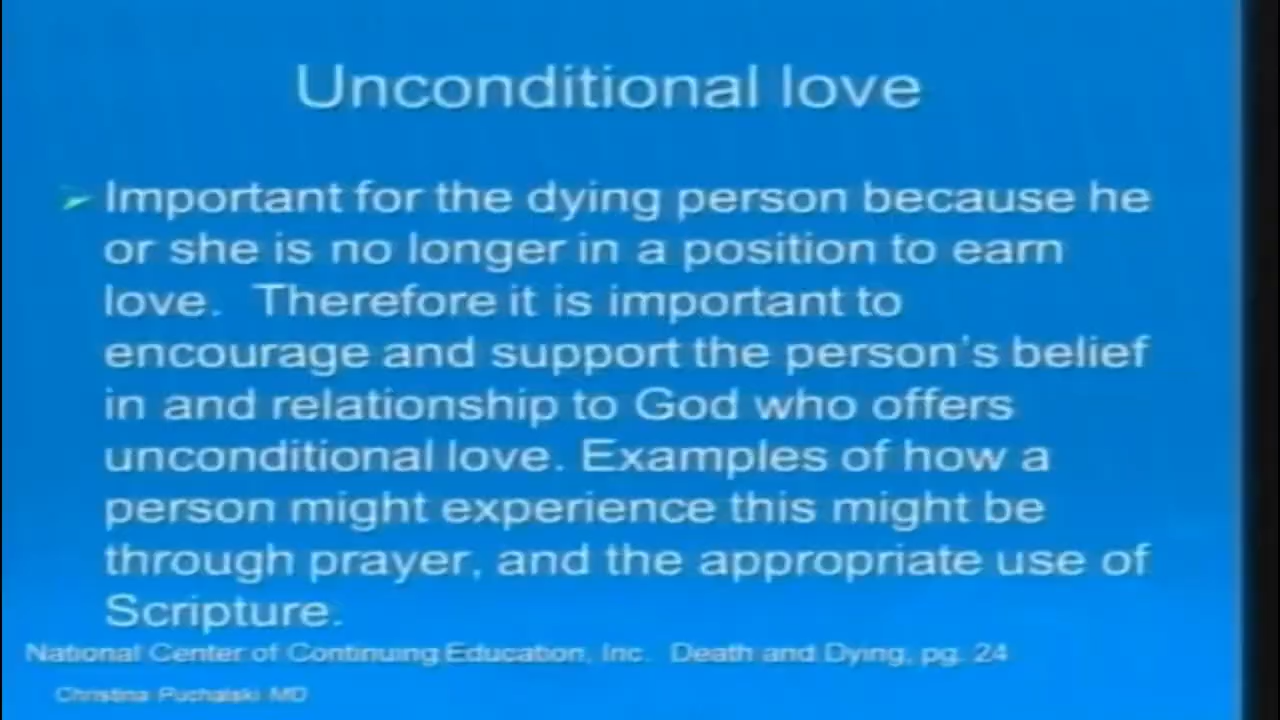 Unconditional love
Important for the dying person because he
or she is no longer in a position to earn
love. Therefore it is important to
encourage and support the person's belief
in and relationship to God who offers
unconditional love. Examples of how a
person might experience this might be
through prayer, and the appropriate use of
Scripture.
National Center of Continuing Education, Inc. Death and Dying, pg. 24
Christina Puchalski MD